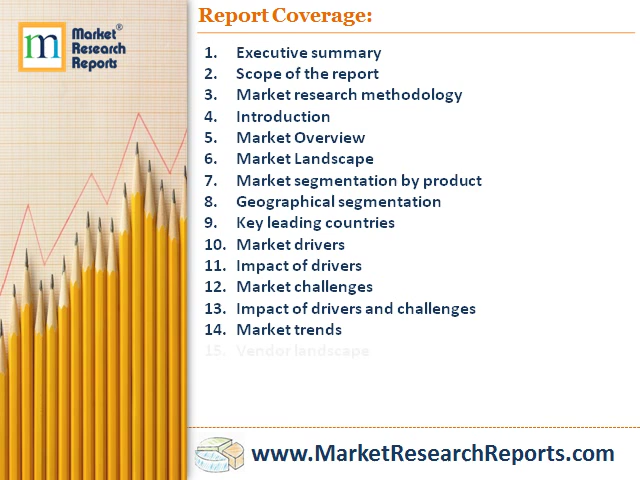 m
Market®
Research
Reports
Report Coverage:
1. Executive summary
2. Scope of the report
3. Market research methodology
4. Introduction
5. Market Overview
6. Market Landscape
7. Market segmentation by product
8. Geographical segmentation
9. Key leading countries
10. Market drivers
11. Impact of drivers
12. Market challenges
13. Impact of drivers and challenges
14. Market trends
15. Vendor landscape
www.MarketResearchReports.com